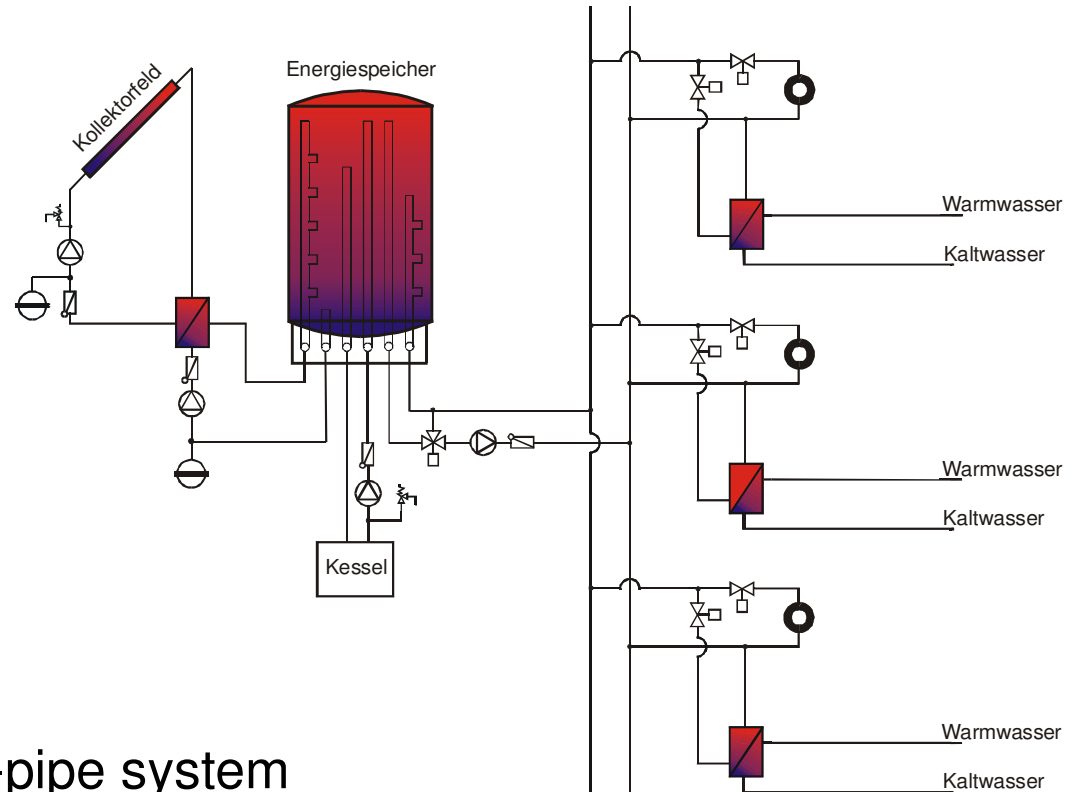 Energiespeicher
Kollektorfeld
Warmwasser
Kaltwasser
Warmwasser
Kaltwasser
Kessel
Warmwasser
Kaltwasser
-pipe system